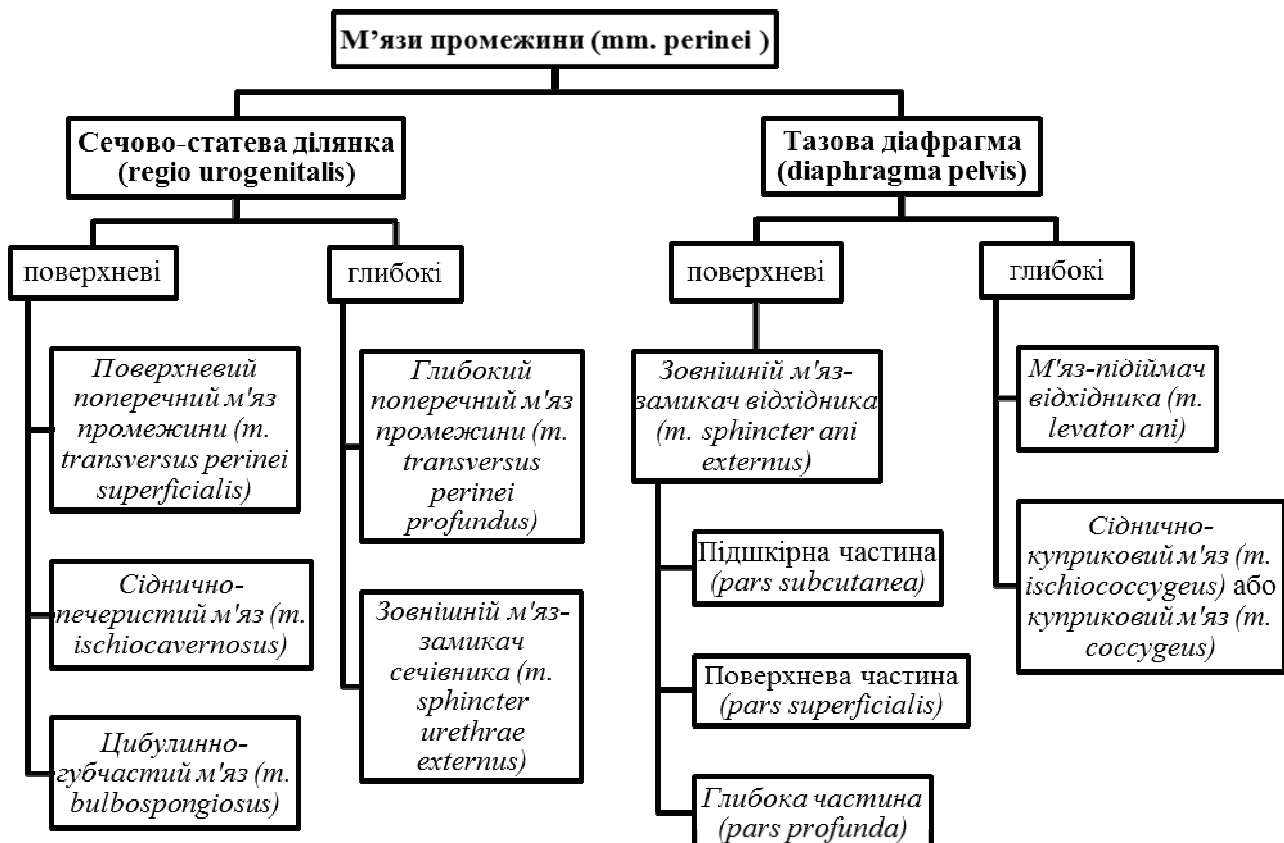 М’язи промежини (mm. perinei )
Сечово-статева ділянка
(regio urogenitalis)
Тазова діафрагма
(diaphragma pelvis)
поверхневі
глибокі
поверхневі
глибокі
Поверхневий
поперечний м'яз
промежини (m.
transversus perinei
superficialis)
Сіднично-
печеристий м'яз (m.
ischiocavernosus)
Цибулинно-
губчастий м'яз (m.
bulbospongiosus)
Глибокий
поперечний м'яз
промежини (m.
transversus
perinei
profundus)
Зовнішній м'яз-
замикач
сечівника (m.
sphincter
urethrae
externus)
Зовнішній м'яз-
замикач відхідника
(m. sphincter ani
externus)
Підшкірна частина
(pars subcutanea)
Поверхнева частина
(pars superficialis)
Глибока частина
(pars profunda)
М'яз-підіймач
відхідника (m.
levator ani)
Сіднично-
куприковий м'яз (m.
ischiococcygeus) або
куприковий м'яз (m.
coccygeus)